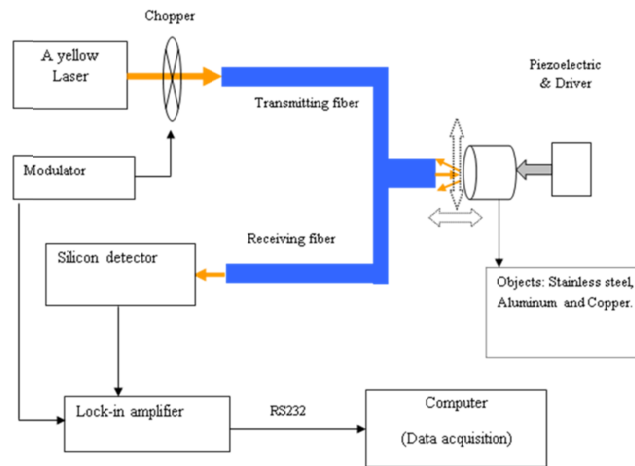 Chopper
A yellow
Laser
Piezoelectric
& Driver
Transmitting fiber
Modulator
Receiving fiber
Silicon detector
Objects: Stainless steel,
Aluminum and Copper.
Lock-in amplifier
RS232
Computer
(Data acquisition)